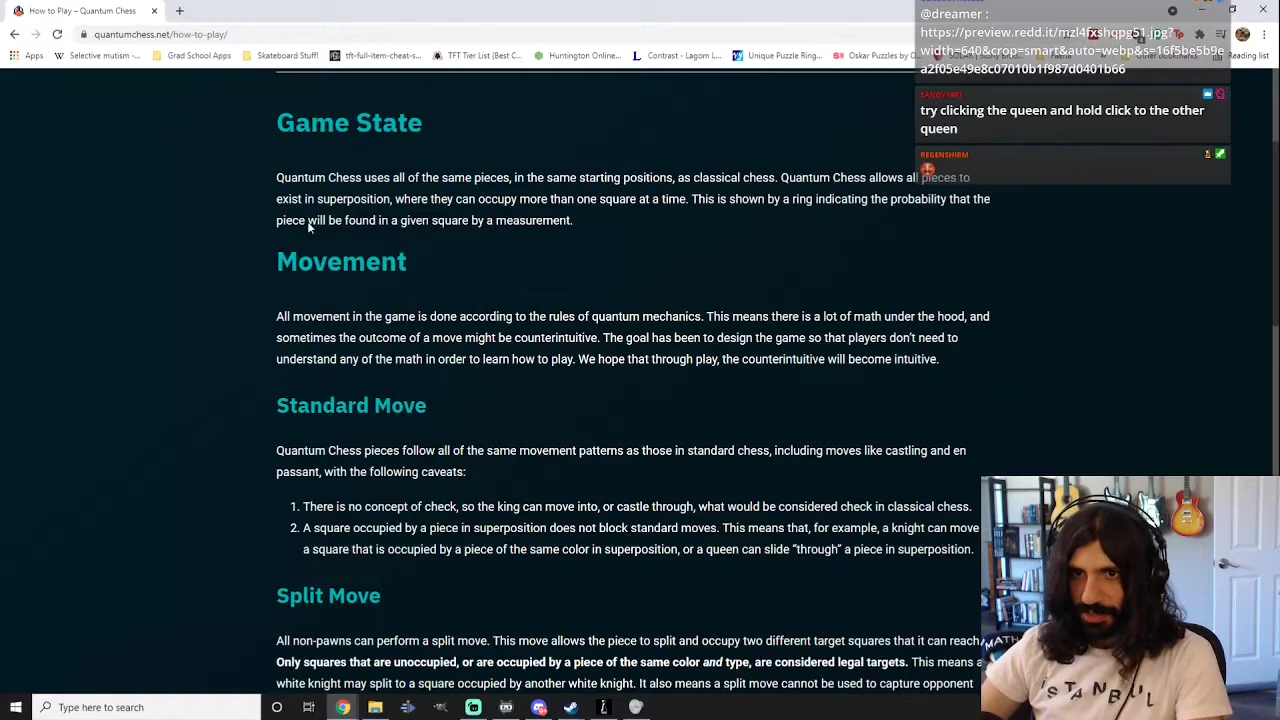 How to Play – Quantum Chess
quantumchess.net/how-to-play/
Apps
Selective mutism -...
Grad School Apps
Skateboard Stuff!
tft-full-item-cheat-s...
TFT Tier List (Best C...
Huntington Online...
Contrast - Lagom L...
Unique Puzzle Ring...
Oskar Puzzles by Q
Other bookmarks
Reading list
@dreamer :
https://preview.redd.it/mzl4fxshqpg51.jpg?
width=640&crop=smart&auto=webp&s=16f5be5b9e
a2f05e49e8c07010b1f987d0401b66
SANDY1997
try clicking the queen and hold click to the other
queen
REGENSHIRM
Game State
Quantum Chess uses all of the same pieces, in the same starting positions, as classical chess. Quantum Chess allows all pieces to
exist in superposition, where they can occupy more than one square at a time. This is shown by a ring indicating the probability that the
piece will be found in a given square by a measurement.
Movement
All movement in the game is done according to the rules of quantum mechanics. This means there is a lot of math under the hood, and
sometimes the outcome of a move might be counterintuitive. The goal has been to design the game so that players don’t need to
understand any of the math in order to learn how to play. We hope that through play, the counterintuitive will become intuitive.
Standard Move
Quantum Chess pieces follow all of the same movement patterns as those in standard chess, including moves like castling and en
passant, with the following caveats:
1. There is no concept of check, so the king can move into, or castle through, what would be considered check in classical chess.
2. A square occupied by a piece in superposition does not block standard moves. This means that, for example, a knight can move
a square that is occupied by a piece of the same color in superposition, or a queen can slide “through” a piece in superposition.
Split Move
All non-pawns can perform a split move. This move allows the piece to split and occupy two different target squares that it can reach
Only squares that are unoccupied, or are occupied by a piece of the same color and type, are considered legal targets. This means a
white knight may split to a square occupied by another white knight. It also means a split move cannot be used to capture opponent
MATH
ISTANBUL
Type here to search